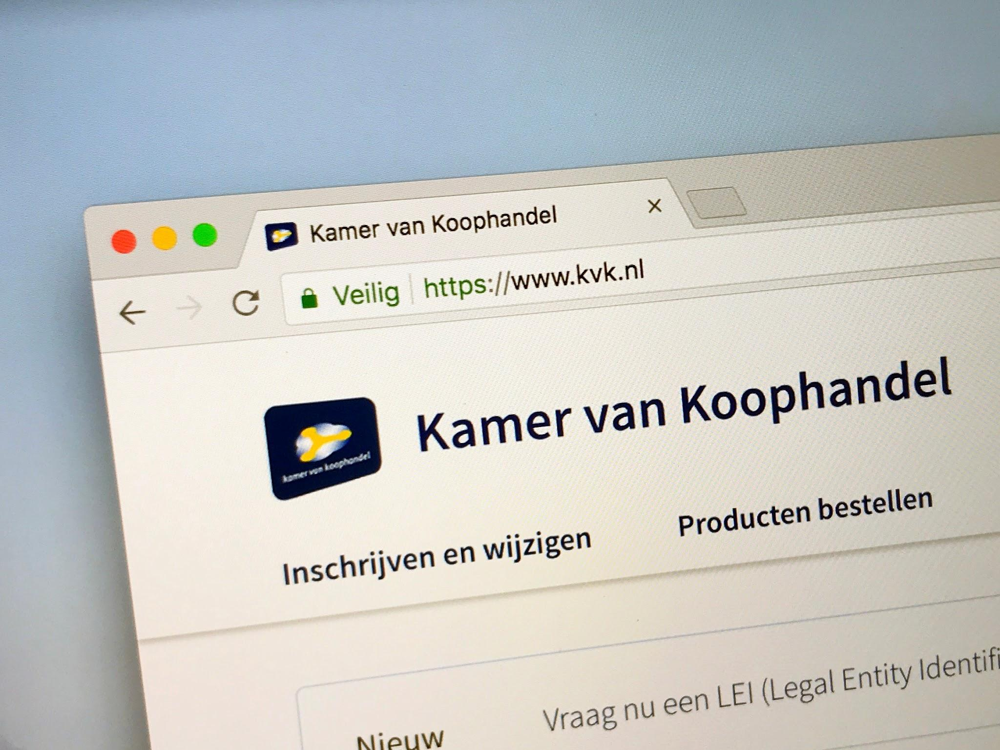 Kamer van Koophandel
Veilig https://www.kvk.nl
Kamer van Koophandel
kamer van koophandel
Inschrijven en wijzigen Producten bestellen
Vraag nu een LEI (Legal Entity Identifi
Nieuw